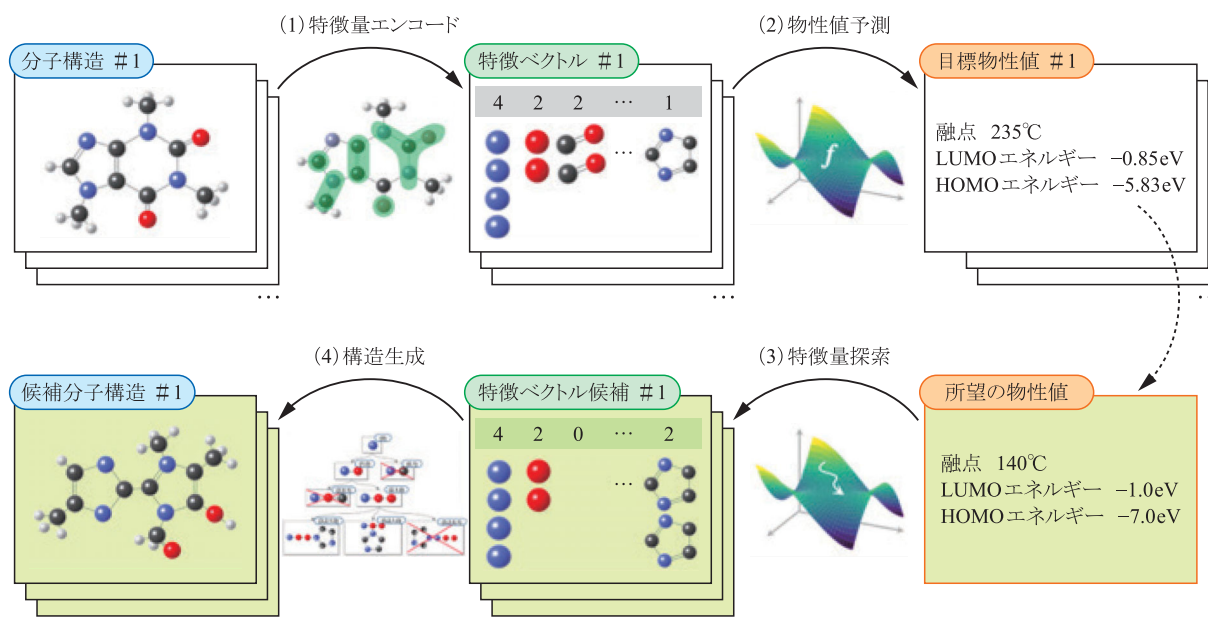 (1)特徴量エンコード
(2)物性値予測
分子構造 #1
特徴ベクトル #1
目標物性値 #1
4 2 2 … 1
…
f
融点 235℃
LUMOエネルギー −0.85eV
HOMOエネルギー −5.83eV
…
…
…
(4)構造生成
(3)特徴量探索
候補分子構造 #1
特徴ベクトル候補 #1
所望の物性値
4 2 0 … 2
…
融点 140℃
LUMOエネルギー −1.0eV
HOMOエネルギー −7.0eV